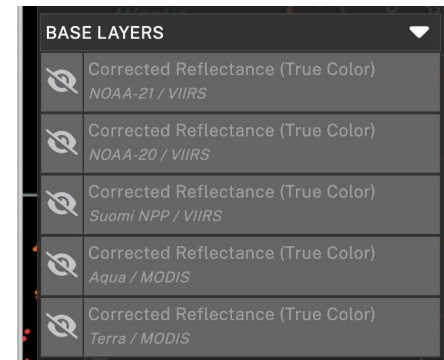 BASE LAYERS
Corrected Reflectance (True Color)
NOAA-21 / VIIRS
Corrected Reflectance (True Color)
NOAA-20 / VIIRS
Corrected Reflectance (True Color)
Suomi NPP / VIIRS
Corrected Reflectance (True Color)
Aqua / MODIS
Corrected Reflectance (True Color)
Terra / MODIS